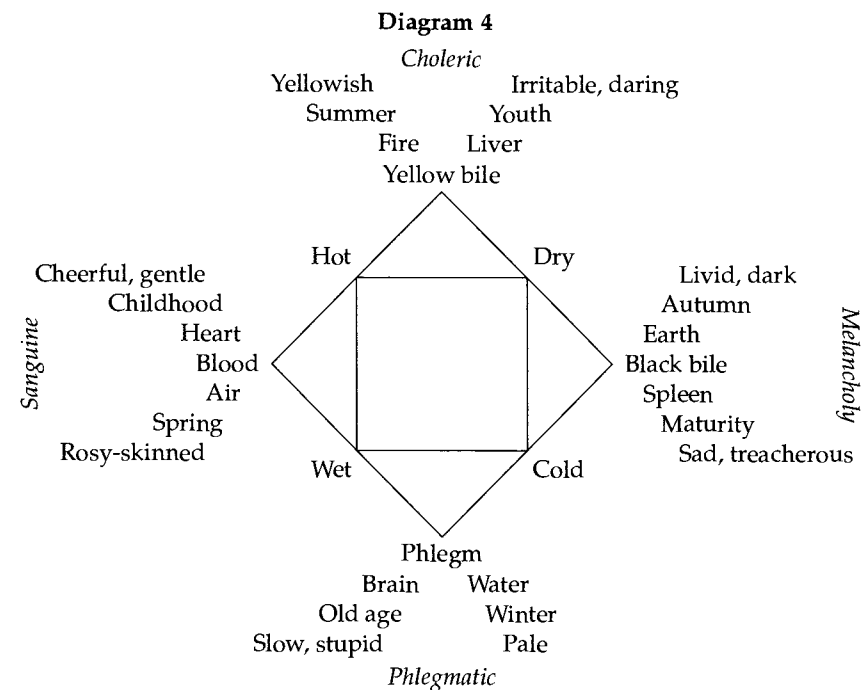 Diagram 4
Choleric
Yellowish Irritable, daring
Summer Youth
Fire Liver
Yellow bile
Hot Dry
Cheerful, gentle
Childhood
Heart
Blood
Air
Spring
Rosy-skinned
Sanguine
Livid, dark
Autumn
Earth
Black bile
Spleen
Maturity
Sad, treacherous
Melancholy
Wet Cold
Phlegm
Brain Water
Old age Winter
Slow, stupid Pale
Phlegmatic